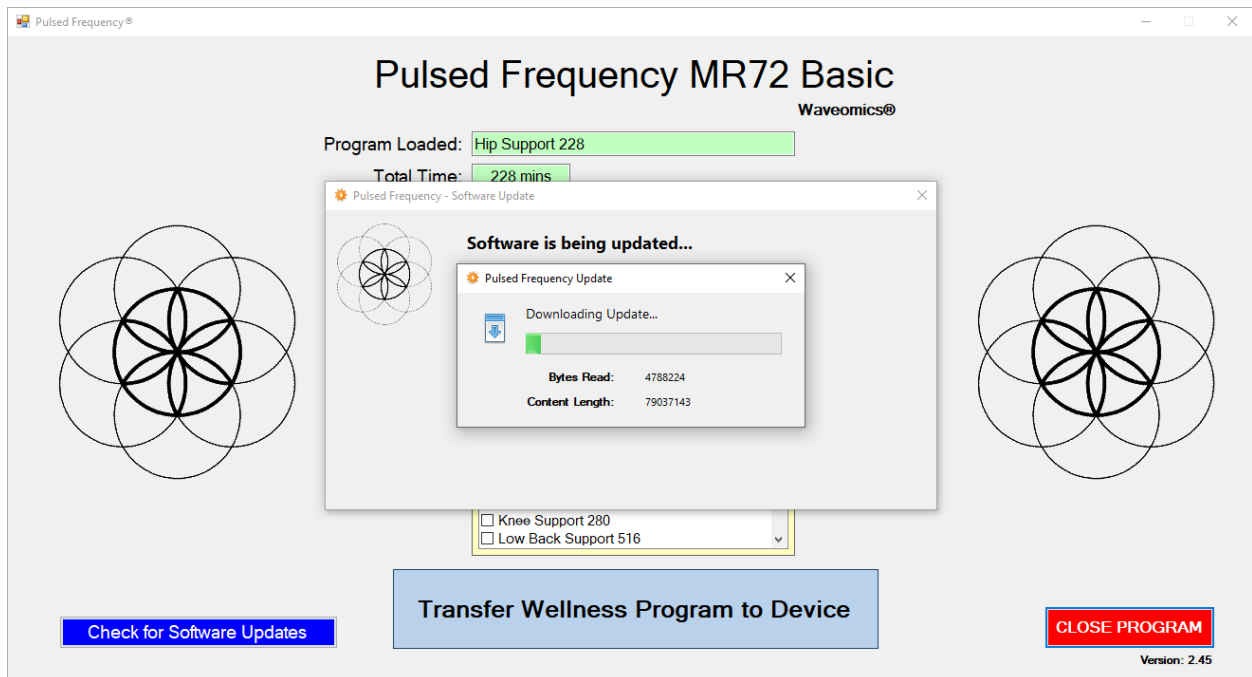 Pulsed Frequency®
Pulsed Frequency MR72 Basic
Waveomics®
Program Loaded: Hip Support 228
Total Time: 228 mins
Pulsed Frequency - Software Update
Software is being updated...
Pulsed Frequency Update
Downloading Update...
Bytes Read: 4788224
Content Length: 79037143
Knee Support 280
Low Back Support 516
Transfer Wellness Program to Device
Check for Software Updates
CLOSE PROGRAM
Version: 2.45